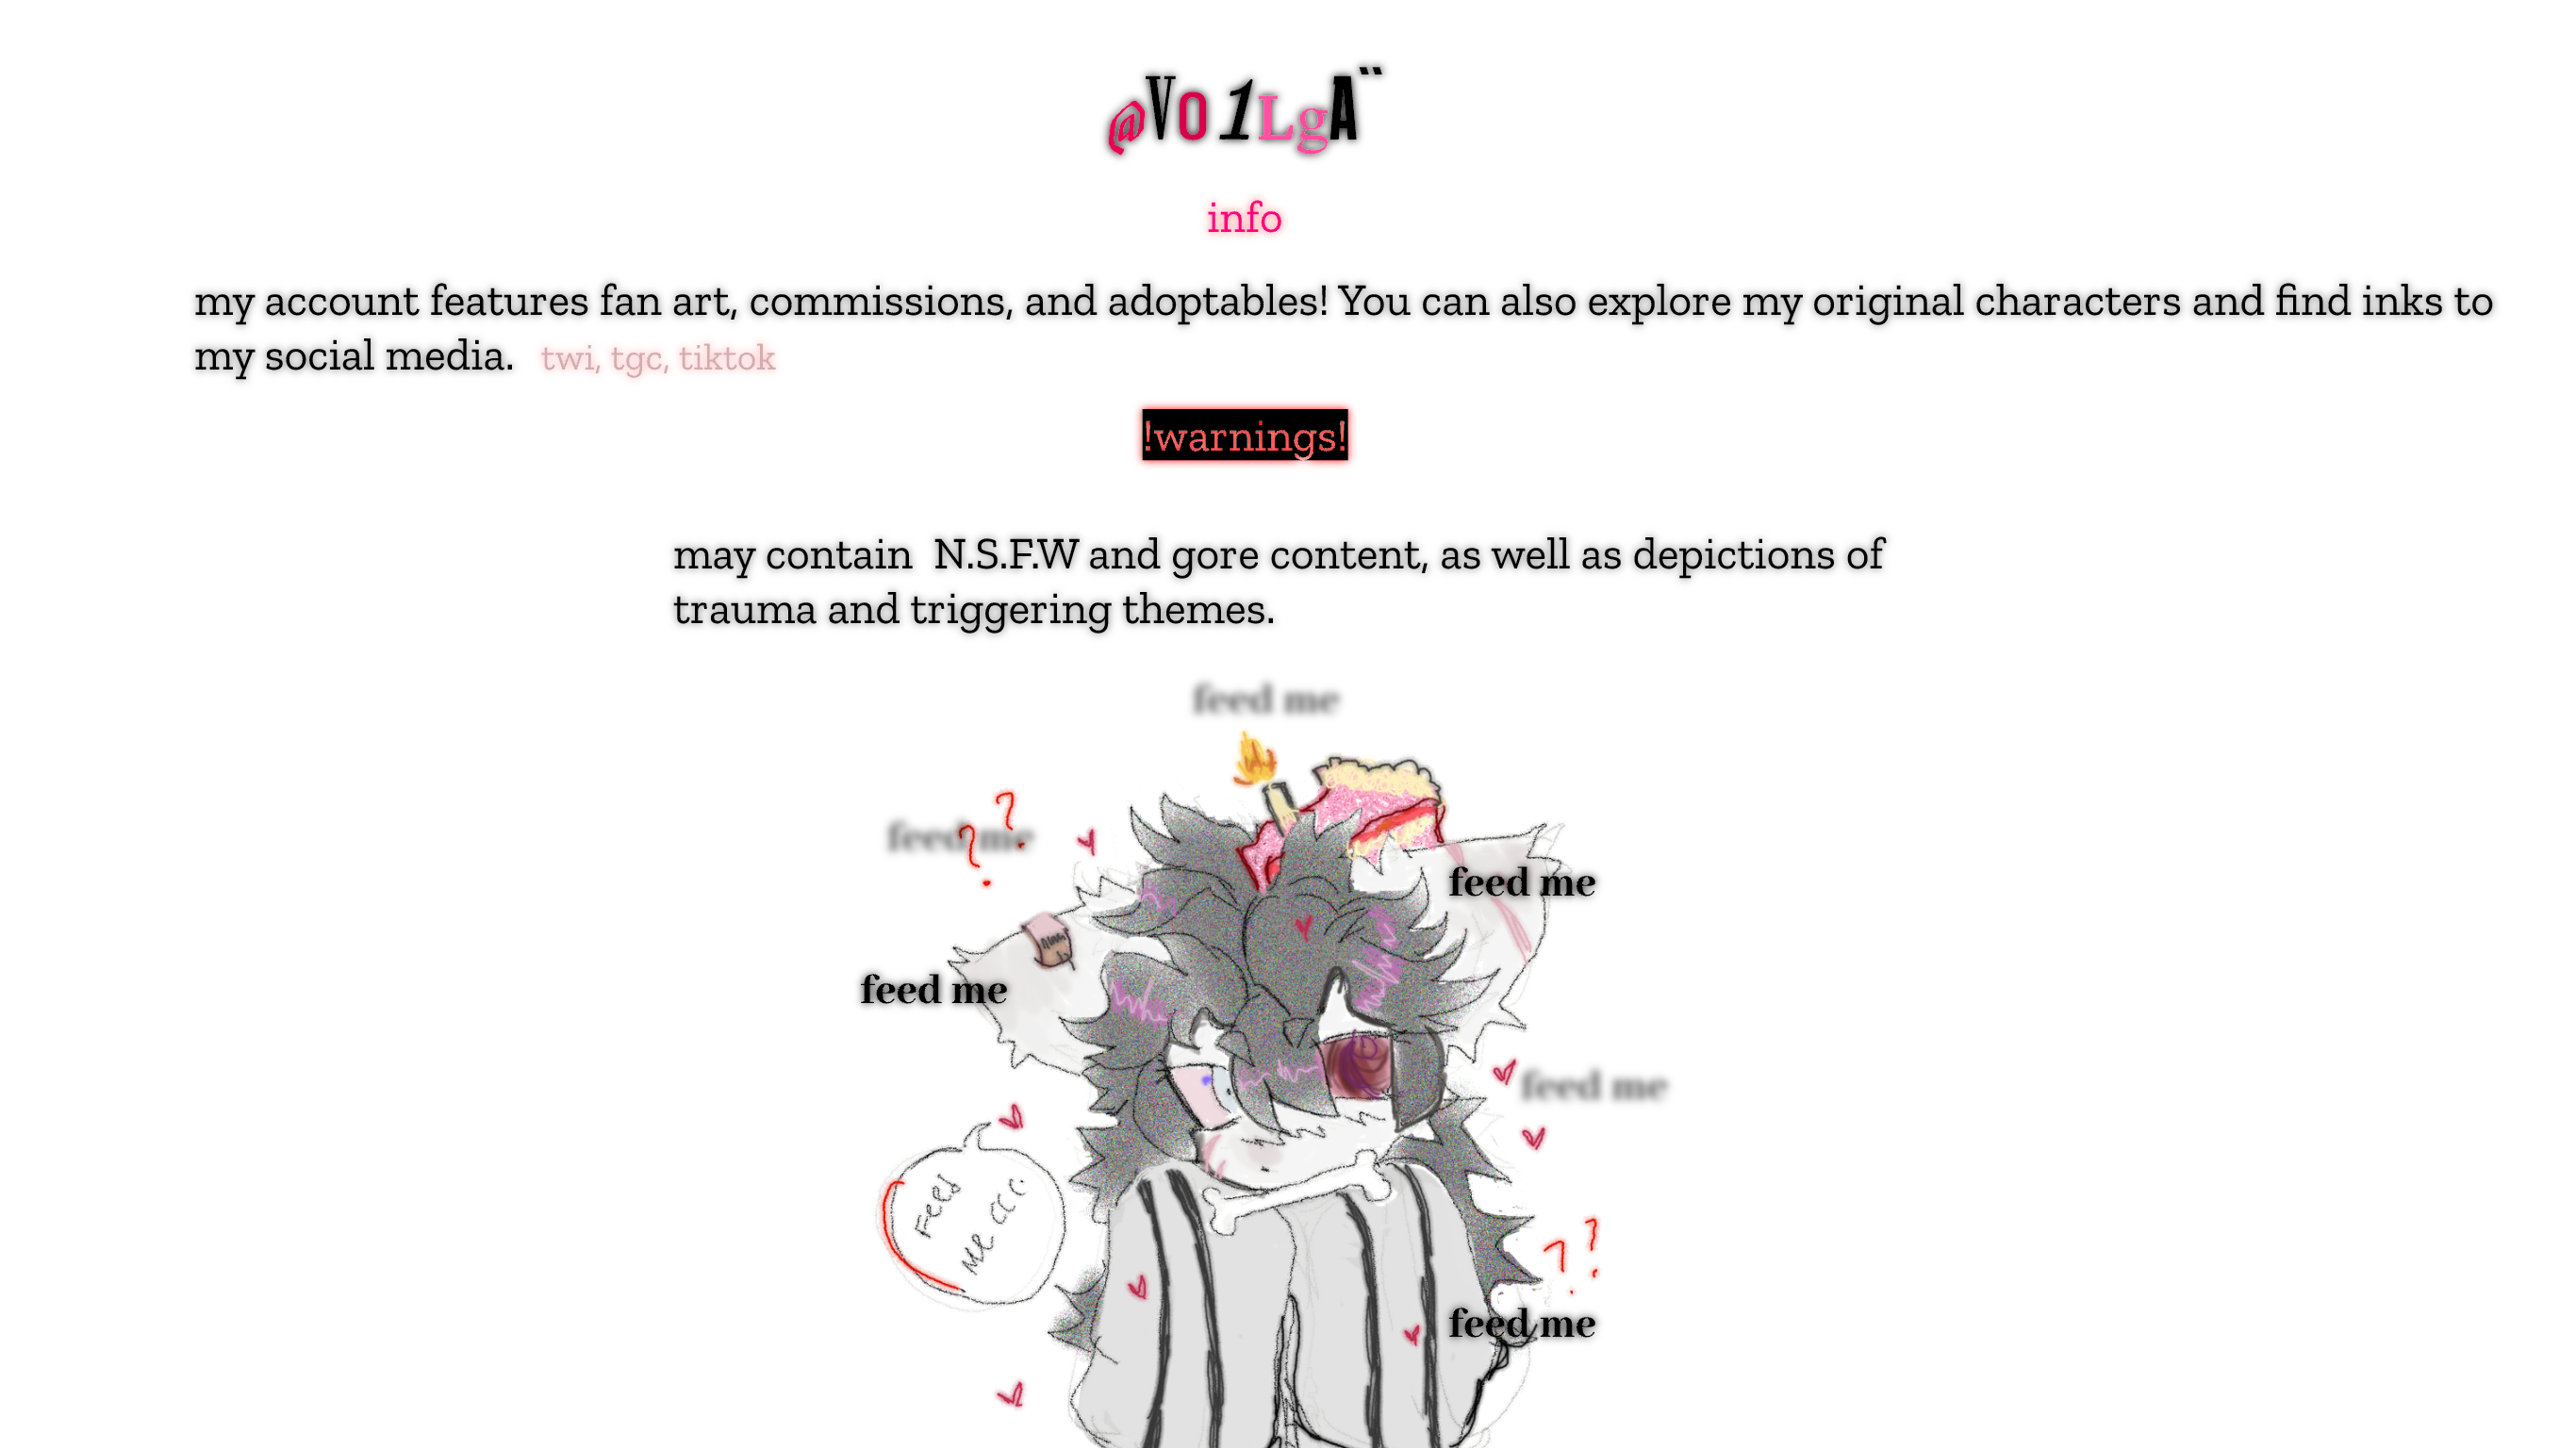 @Vo1LgA¨
info
my account features fan art, commissions, and adoptables! You can also explore my original characters and find inks to
my social media. twi, tgc, tiktok
!warnings!
may contain N.S.F.W and gore content, as well as depictions of
trauma and triggering themes.
feed me
? ?
feed me
feed me
feed me
feed me
Feed
me
? ?
feed me